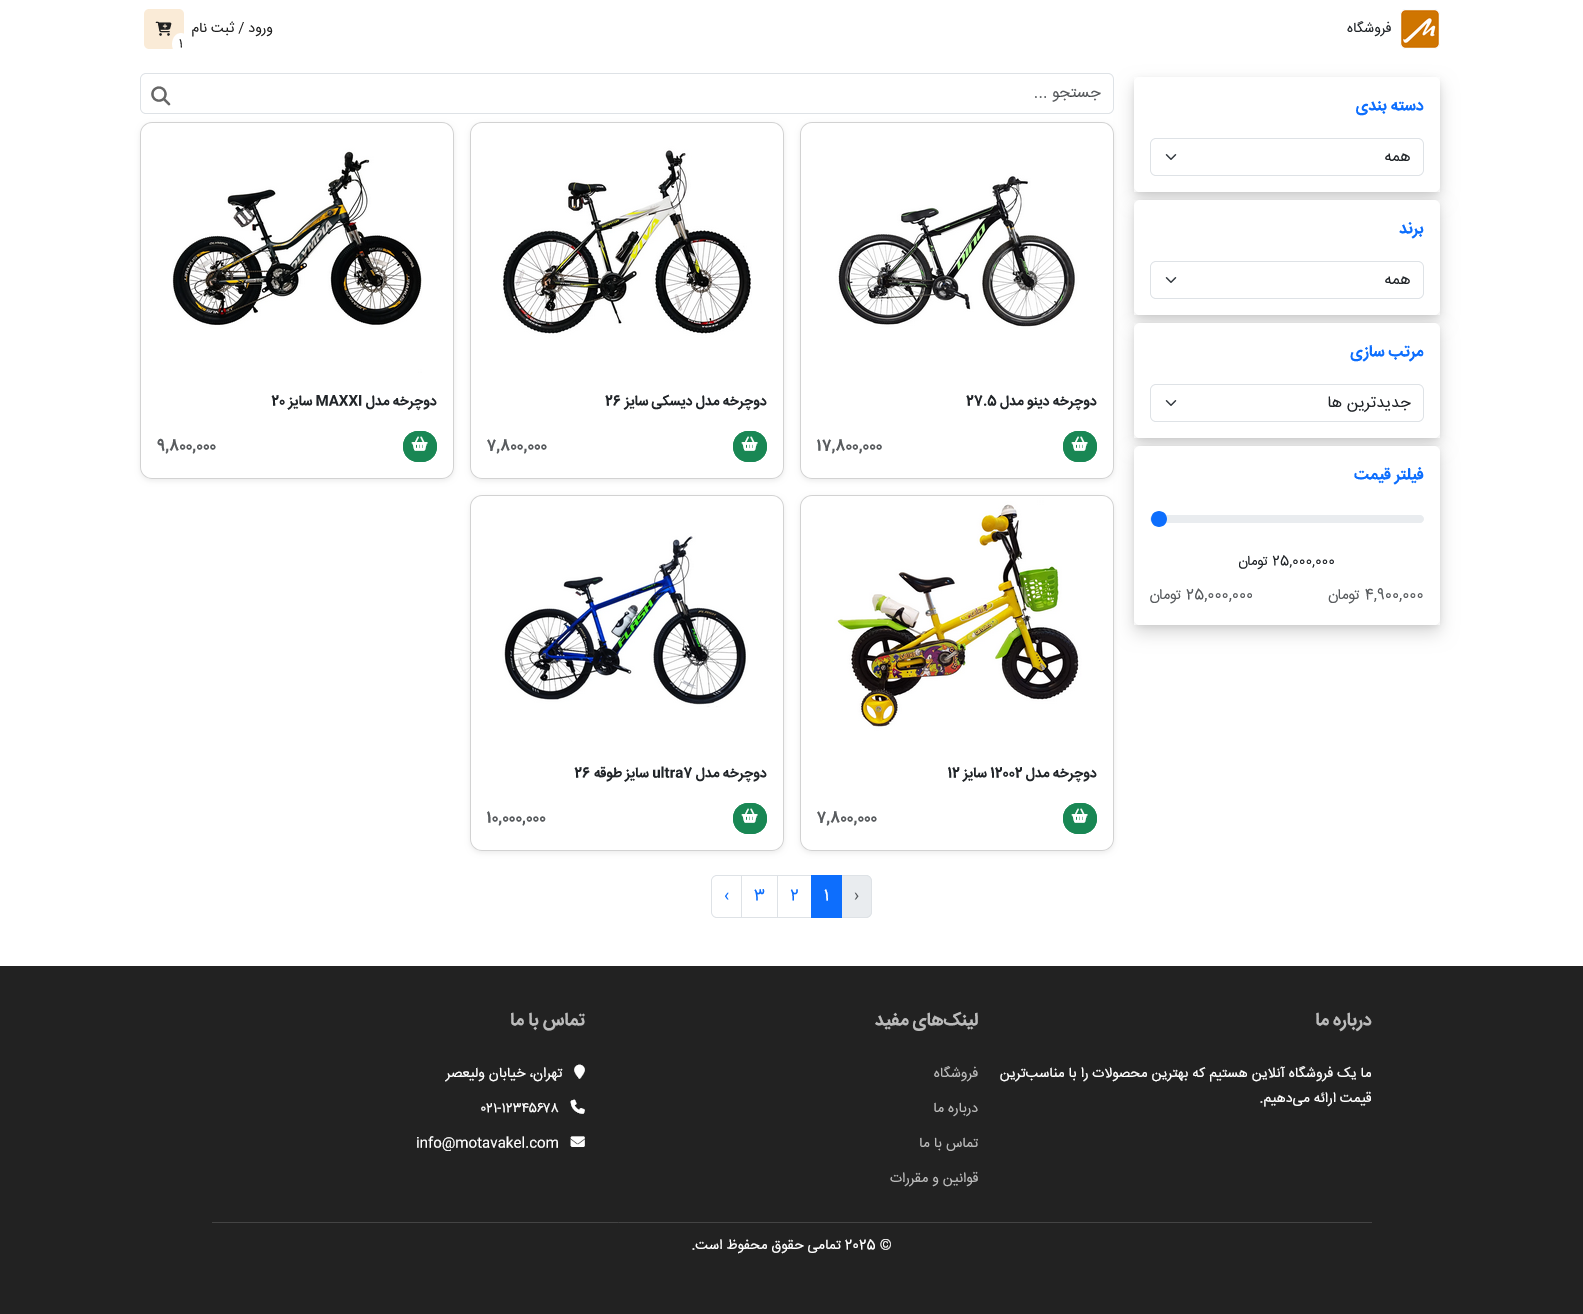 فروشگاه
ورود / ثبت نام
۱
دسته بندی
همه
برند
همه
مرتب سازی
جدیدترین ها
فیلتر قیمت
۲۵,۰۰۰,۰۰۰ تومان
۴,۹۰۰,۰۰۰ تومان
۲۵,۰۰۰,۰۰۰ تومان
جستجو ...
DINO
دوچرخه دینو مدل ۲۷.۵
۱۷,۸۰۰,۰۰۰
VIVA
دوچرخه مدل دیسکی سایز ۲۶
۷,۸۰۰,۰۰۰
OLYMPIA
دوچرخه مدل MAXXI سایز ۲۰
۹,۸۰۰,۰۰۰
دوچرخه مدل ۱۲۰۰۲ سایز ۱۲
۷,۸۰۰,۰۰۰
FLASH
دوچرخه مدل ultra۷ سایز طوقه ۲۶
۱۰,۰۰۰,۰۰۰
‹ ۱ ۲ ۳ ›
درباره ما
ما یک فروشگاه آنلاین هستیم که بهترین محصولات را با مناسب‌ترین
قیمت ارائه می‌دهیم.
لینک‌های مفید
فروشگاه
درباره ما
تماس با ما
قوانین و مقررات
تماس با ما
تهران، خیابان ولیعصر
۰۲۱-۱۲۳۴۵۶۷۸
info@motavakel.com
© ۲۰۲۵ تمامی حقوق محفوظ است.